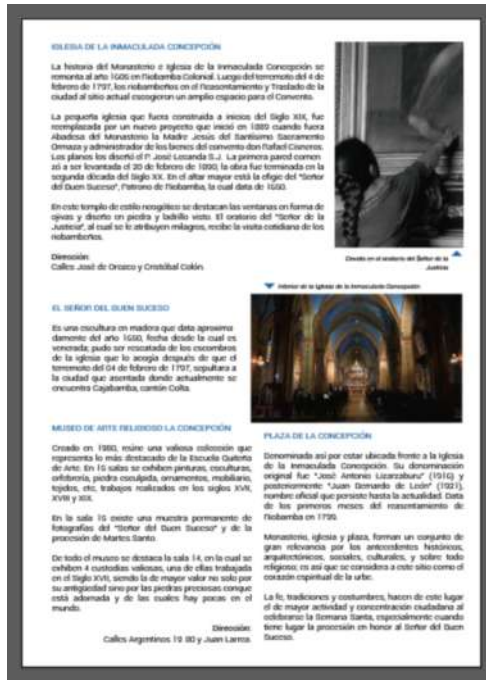 IGLESIA DE LA INMACULADA CONCEPCIÓN
La historia del Monasterio e Iglesia de la Inmaculada Concepción se
remonta al año 1605 en Riobamba Colonial. Luego del terremoto del 4 de
febrero de 1797, los riobambeños en el Reasentamiento y Traslado de la
ciudad al sitio actual escogieron un amplio espacio para el Convento.
La pequeña iglesia que fuera construida a inicios del Siglo XIX, fue
reemplazada por un nuevo proyecto que inició en 1889 cuando fuera
Abadesa del Monasterio la Madre Jesús del Santísimo Sacramento
Ormaza y administrador de los bienes del convento don Rafael Cisneros.
Los planos los diseñó el P. José Lecanda S.J. La primera pared comen
zó a ser levantada el 20 de febrero de 1890; la obra fue terminada en la
segunda década del Siglo XX. En el altar mayor está la efigie del "Señor
del Buen Suceso", Patrono de Riobamba, la cual data de 1650.
En este templo de estilo neogótico se destacan las ventanas en forma de
ojivas y diseño en piedra y ladrillo visto. El oratorio del "Señor de la
Justicia", al cual se le atribuyen milagros, recibe la visita cotidiana de los
riobambeños.
Dirección:
Calles José de Orozco y Cristóbal Colón.
Devota en el oratorio del Señor de la
Justicia
Interior de la Iglesia de la Inmaculada Concepción
EL SEÑOR DEL BUEN SUCESO
Es una escultura en madera que data aproxima
damente del año 1650, fecha desde la cual es
venerada; pudo ser rescatada de los escombros
de la iglesia que lo acogía después de que el
terremoto del 04 de febrero de 1797, sepultara a
la ciudad que asentada donde actualmente se
encuentra Cajabamba, cantón Colta.
MUSEO DE ARTE RELIGIOSO LA CONCEPCIÓN
Creado en 1980, reúne una valiosa colección que
representa lo más destacado de la Escuela Quiteña
de Arte. En 15 salas se exhiben pinturas, esculturas,
orfebrería, piedra esculpida, ornamentos, mobiliario,
tejidos, etc. trabajos realizados en los siglos XVII,
XVIII y XIX.
En la sala 15 existe una muestra permanente de
fotografías del "Señor del Buen Suceso" y de la
procesión de Martes Santo.
De todo el museo se destaca la sala 14, en la cual se
exhiben 4 custodias valiosas, una de ellas trabajada
en el Siglo XVII, siendo la de mayor valor no solo por
su antigüedad sino por las piedras preciosas conque
está adornada y de las cuales hay pocas en el
mundo.
Dirección:
Calles Argentinos 19 80 y Juan Larrea.
PLAZA DE LA CONCEPCIÓN
Denominada así por estar ubicada frente a la Iglesia
de la Inmaculada Concepción. Su denominación
original fue "José Antonio Lizarzaburu" (1916) y
posteriormente "Juan Bernardo de León" (1921),
nombre oficial que persiste hasta la actualidad. Data
de los primeros meses del reasentamiento de
Riobamba en 1799.
Monasterio, iglesia y plaza, forman un conjunto de
gran relevancia por los antecedentes históricos,
arquitectónicos, sociales, culturales, y sobre todo
religioso; es así que se considera a este sitio como el
corazón espiritual de la urbe.
La fe, tradiciones y costumbres, hacen de este lugar
el de mayor actividad y concentración ciudadana al
celebrarse la Semana Santa, especialmente cuando
tiene lugar la procesión en honor al Señor del Buen
Suceso.